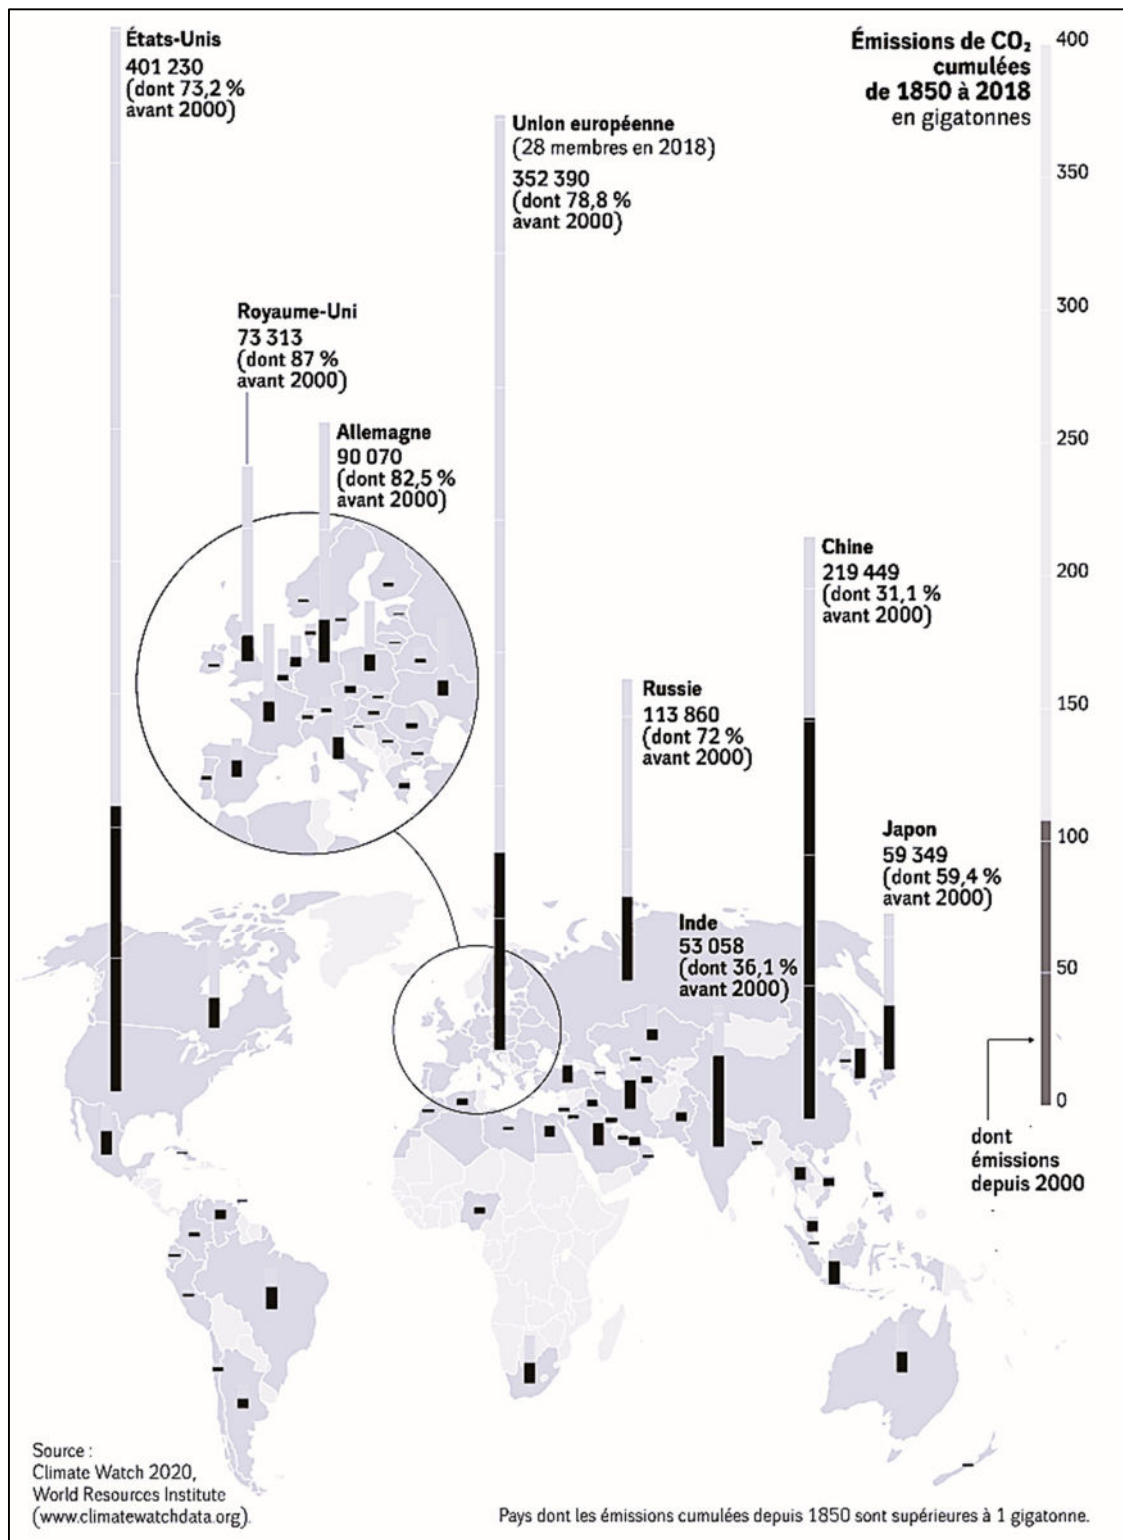 États-Unis
401 230
(dont 73,2 %
avant 2000)
Émissions de CO₂
cumulées
de 1850 à 2018
en gigatonnes
400
350
300
250
200
150
100
50
0
Union européenne
(28 membres en 2018)
352 390
(dont 78,8 %
avant 2000)
Royaume-Uni
73 313
(dont 87 %
avant 2000)
Allemagne
90 070
(dont 82,5 %
avant 2000)
Chine
219 449
(dont 31,1 %
avant 2000)
Russie
113 860
(dont 72 %
avant 2000)
Japon
59 349
(dont 59,4 %
avant 2000)
Inde
53 058
(dont 36,1 %
avant 2000)
dont
émissions
depuis 2000
Source :
Climate Watch 2020,
World Resources Institute
(www.climatewatchdata.org).
Pays dont les émissions cumulées depuis 1850 sont supérieures à 1 gigatonne.